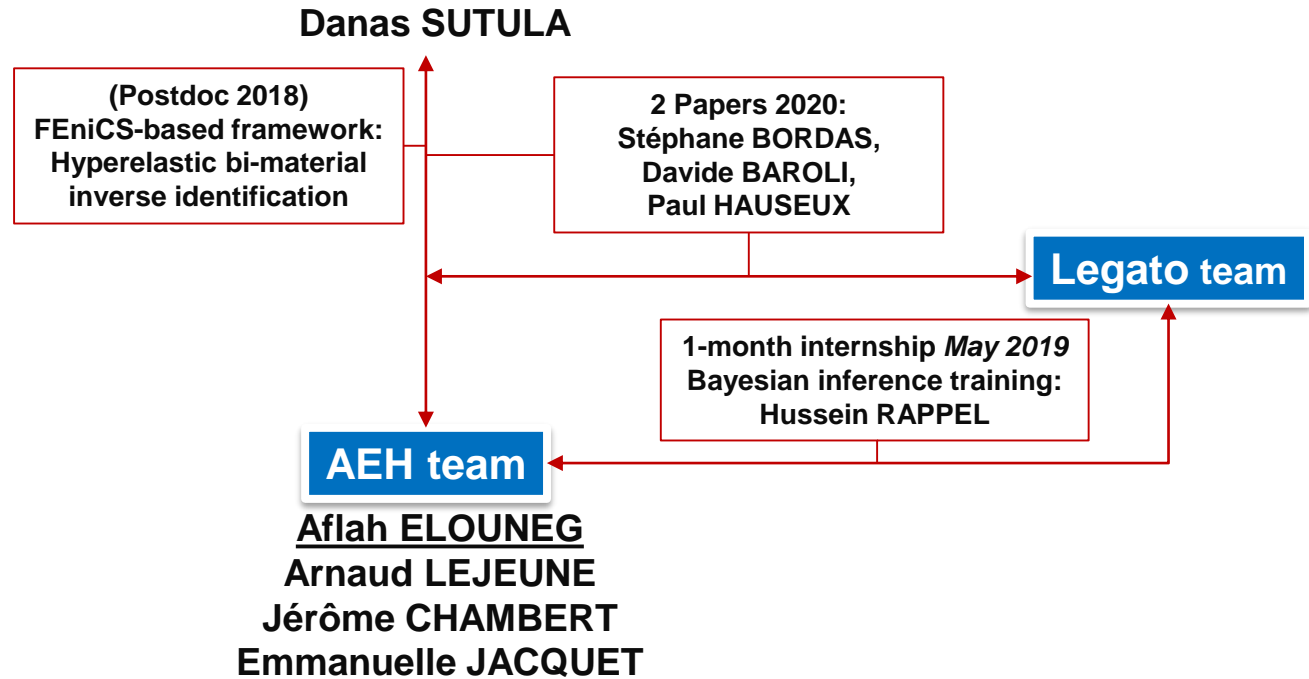 Danas SUTULA
(Postdoc 2018)
FEniCS-based framework:
Hyperelastic bi-material
inverse identification
2 Papers 2020:
Stéphane BORDAS,
Davide BAROLI,
Paul HAUSEUX
Legato team
1-month internship May 2019
Bayesian inference training:
Hussein RAPPEL
AEH team
Aflah ELOUNEG
Arnaud LEJEUNE
Jérôme CHAMBERT
Emmanuelle JACQUET